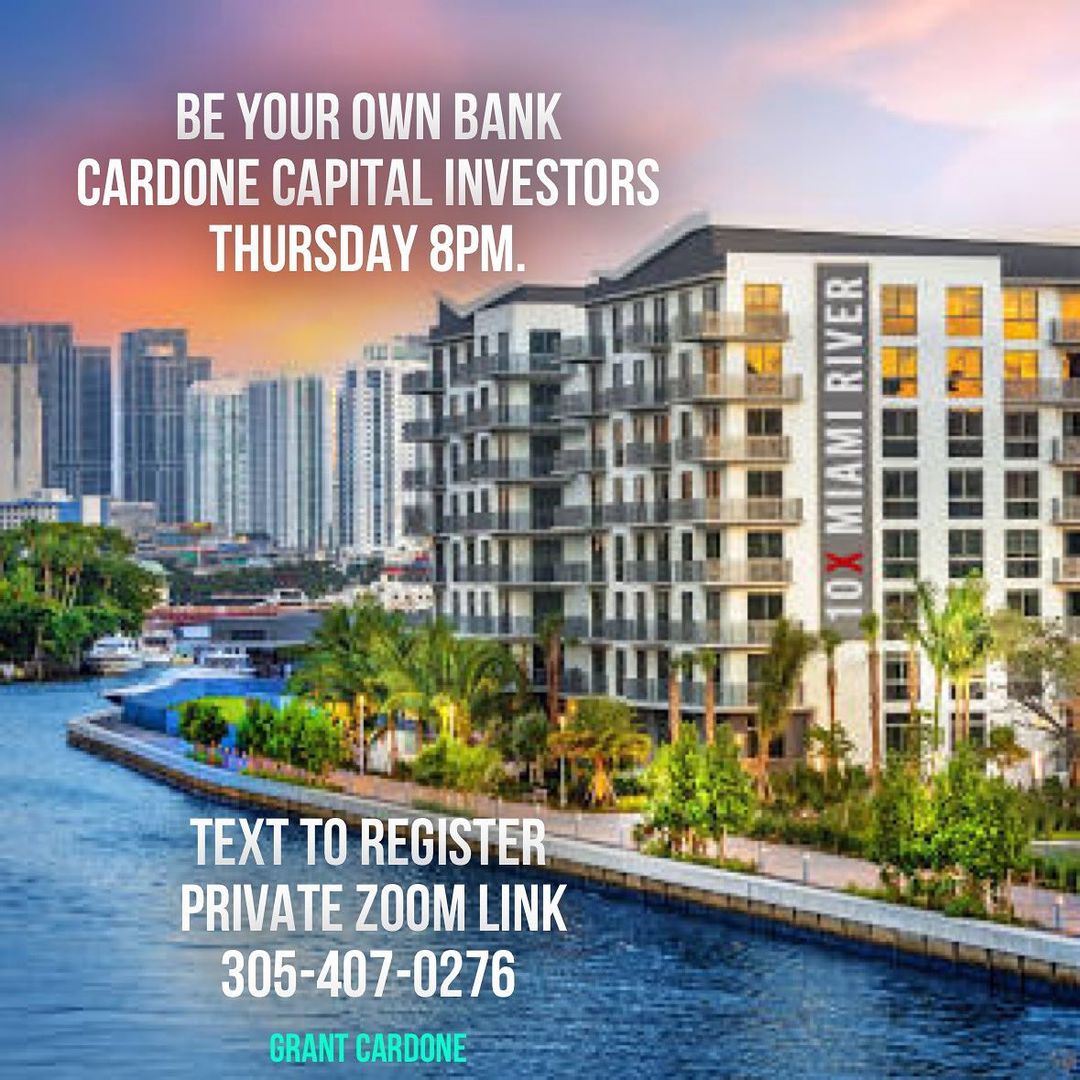 BE YOUR OWN BANK
CARDONE CAPITAL INVESTORS
THURSDAY 8PM.
10X MIAMI RIVER
TEXT TO REGISTER
PRIVATE ZOOM LINK
305-407-0276
GRANT CARDONE